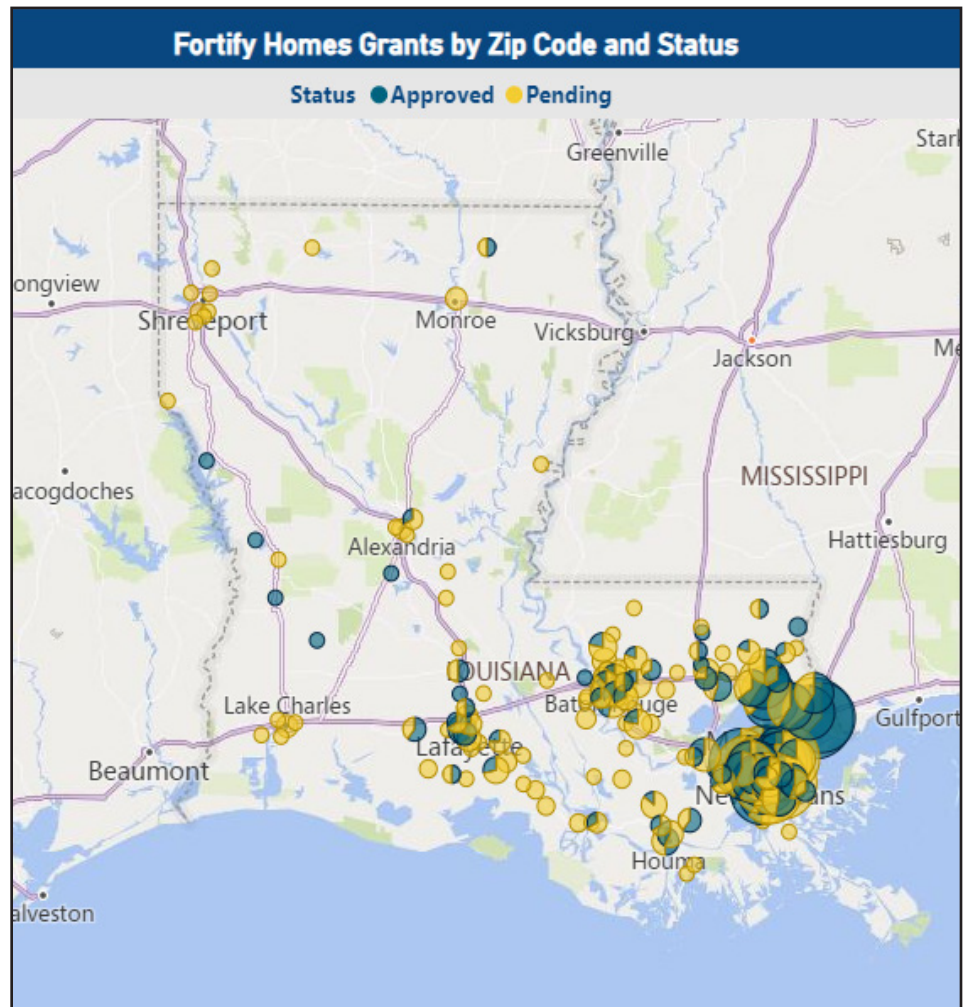 Fortify Homes Grants by Zip Code and Status
Status Approved Pending
Greenville
Starl
ongview
Shreveport
Monroe
Vicksburg
Jackson
Me
acogdoches
MISSISSIPPI
Alexandria
Hattiesburg
LOUISIANA
Lake Charles
Baton Rouge
Gulfport
Lafayette
Beaumont
New Orleans
Houma
alveston